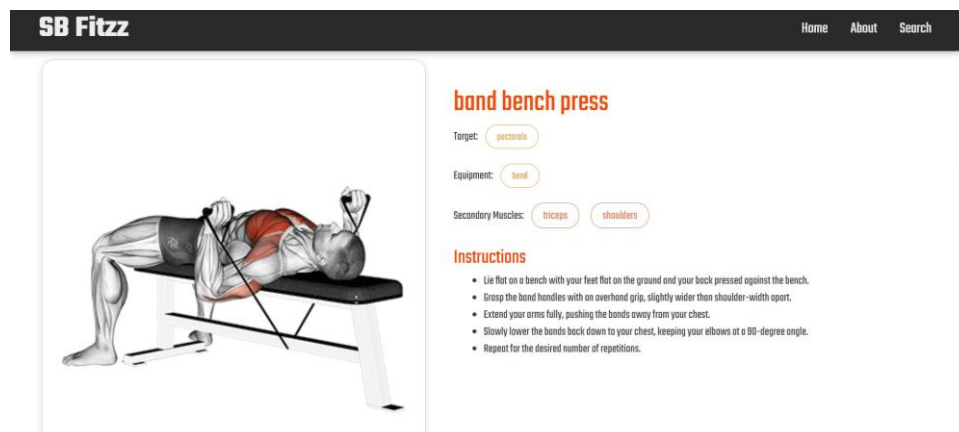 SB Fitzz
Home About Search
band bench press
Target: pectorals
Equipment: band
Secondary Muscles: triceps shoulders
Instructions
• Lie flat on a bench with your feet flat on the ground and your back pressed against the bench.
• Grasp the band handles with an overhand grip, slightly wider than shoulder-width apart.
• Extend your arms fully, pushing the bands away from your chest.
• Slowly lower the bands back down to your chest, keeping your elbows at a 90-degree angle.
• Repeat for the desired number of repetitions.